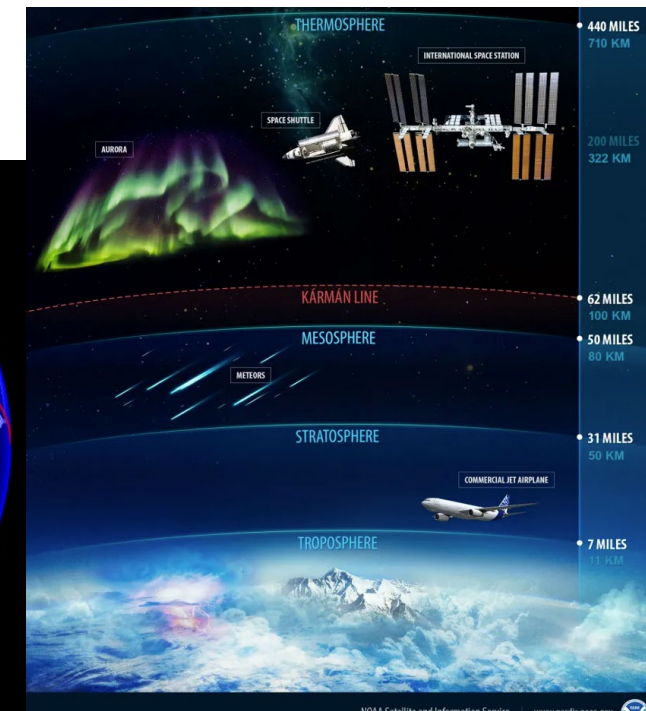 THERMOSPHERE
440 MILES
710 KM
INTERNATIONAL SPACE STATION
SPACE SHUTTLE
200 MILES
322 KM
AURORA
KÁRMÁN LINE
62 MILES
100 KM
MESOSPHERE
50 MILES
80 KM
METEORS
STRATOSPHERE
31 MILES
50 KM
COMMERCIAL JET AIRPLANE
TROPOSPHERE
7 MILES
11 KM
NOAA Satellite and Information Service